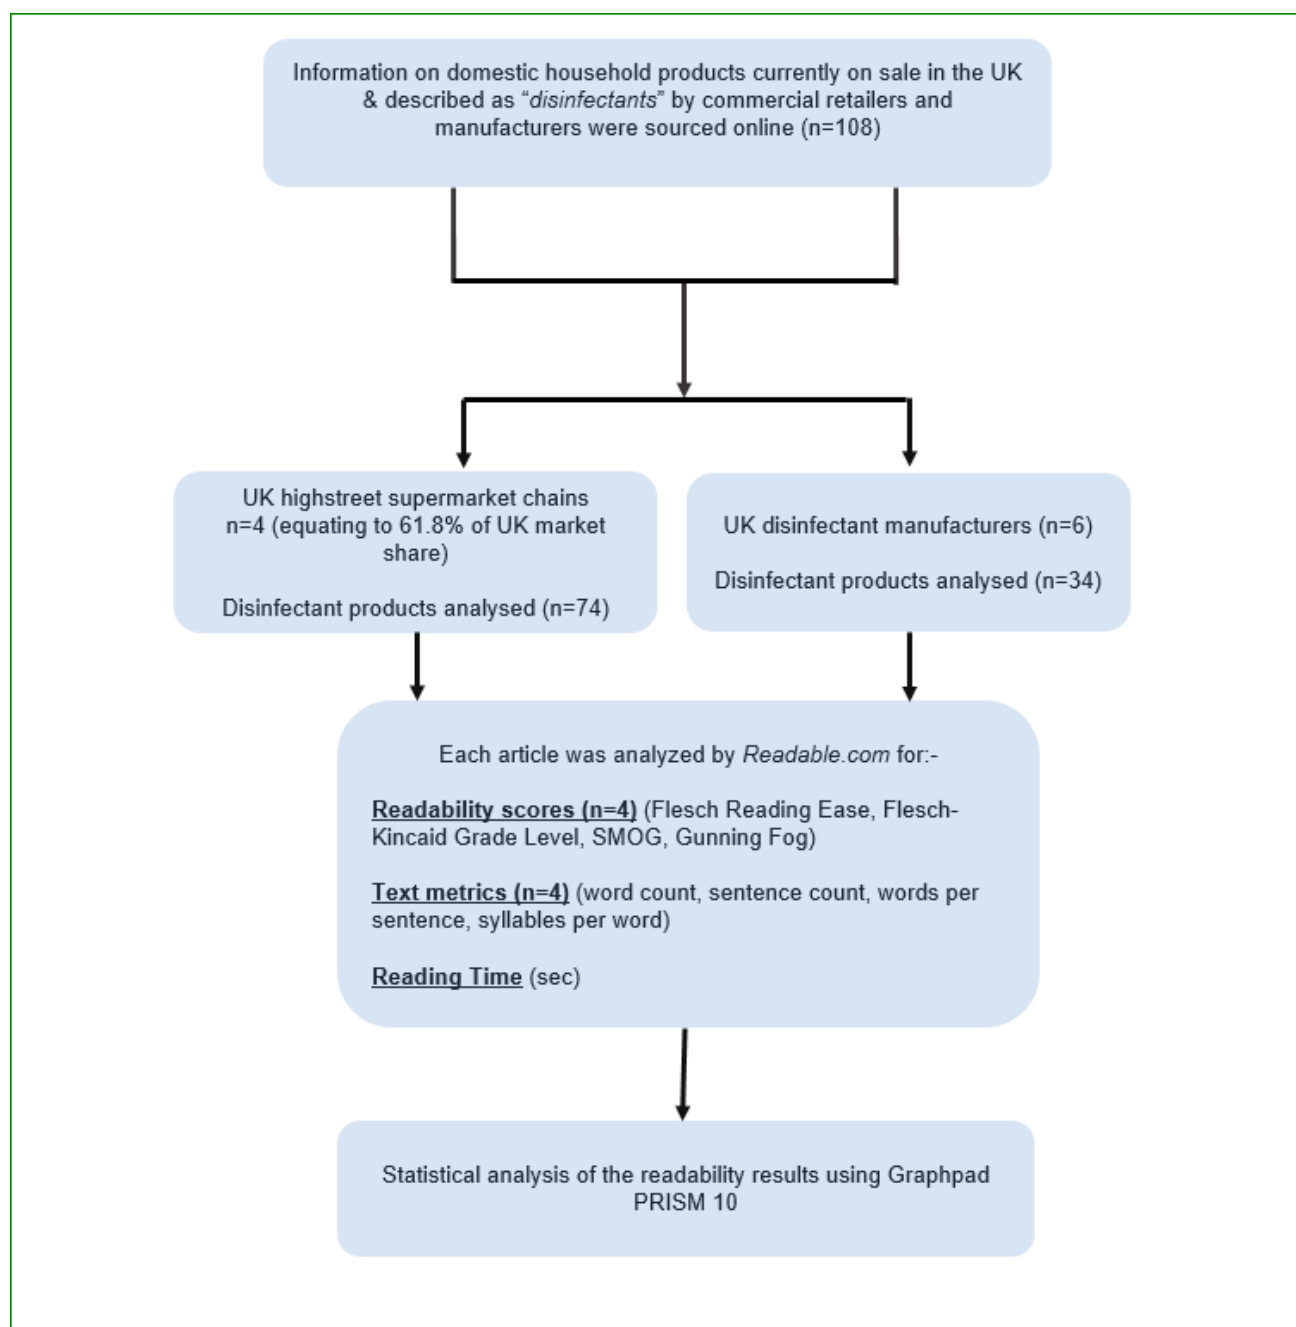 Information on domestic household products currently on sale in the UK
& described as “disinfectants” by commercial retailers and
manufacturers were sourced online (n=108)
UK highstreet supermarket chains
n=4 (equating to 61.8% of UK market
share)
Disinfectant products analysed (n=74)
UK disinfectant manufacturers (n=6)
Disinfectant products analysed (n=34)
Each article was analyzed by Readable.com for:-
Readability scores (n=4) (Flesch Reading Ease, Flesch-
Kincaid Grade Level, SMOG, Gunning Fog)
Text metrics (n=4) (word count, sentence count, words per
sentence, syllables per word)
Reading Time (sec)
Statistical analysis of the readability results using Graphpad
PRISM 10